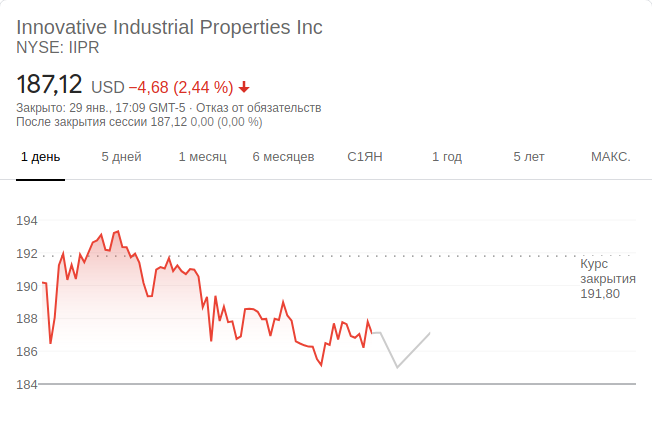 Innovative Industrial Properties Inc
NYSE: IIPR
187,12 USD −4,68 (2,44 %)
Закрыто: 29 янв., 17:09 GMT-5 · Отказ от обязательств
После закрытия сессии 187,12 0,00 (0,00 %)
1 день 5 дней 1 месяц 6 месяцев С1ЯН 1 год 5 лет МАКС.
194
192
Курс
закрытия
191,80
190
188
186
184